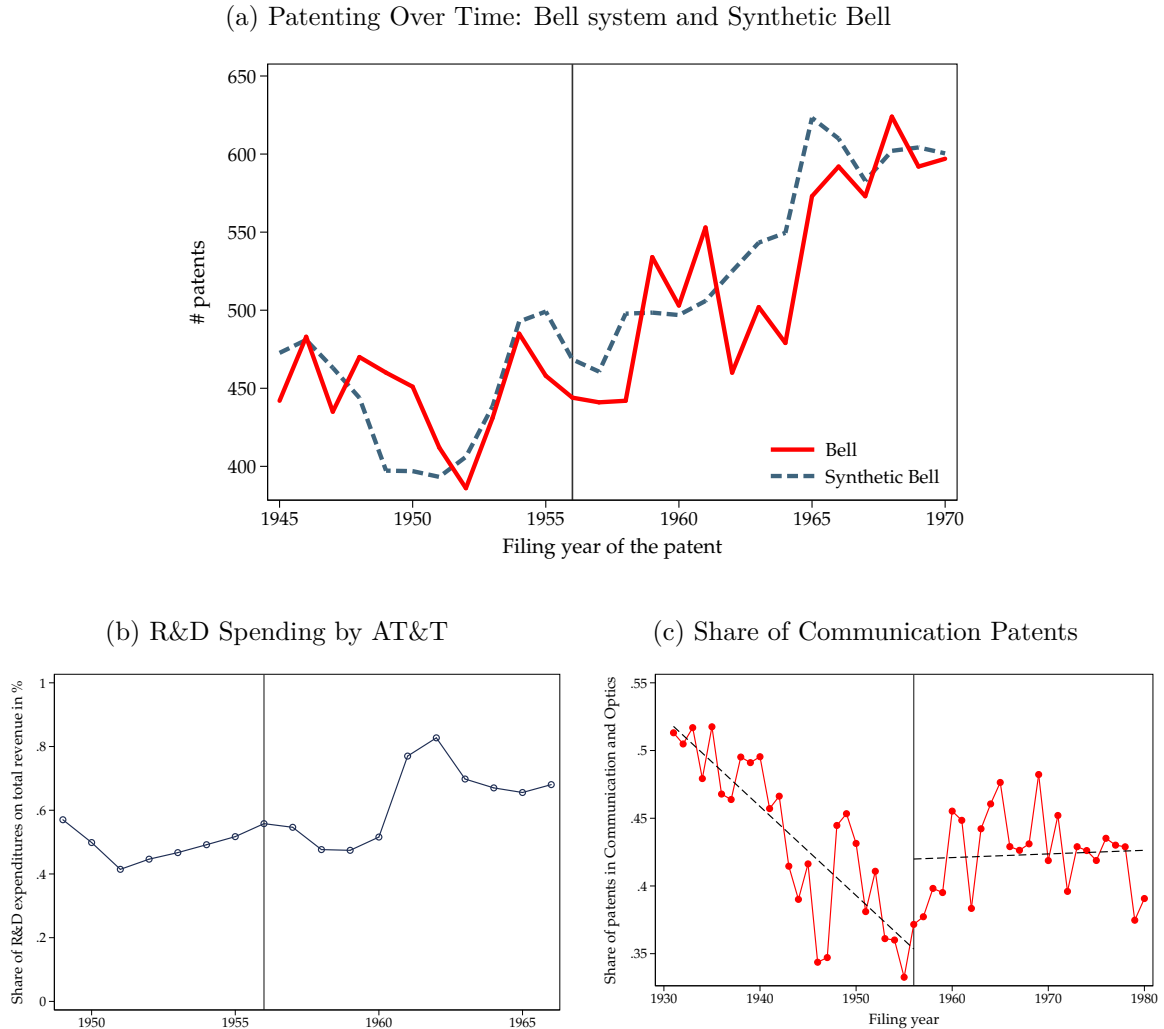 (a) Patenting Over Time: Bell system and Synthetic Bell
650
600
550
500
450
400
# patents
Bell
Synthetic Bell
1945 1950 1955 1960 1965 1970
Filing year of the patent
(b) R&D Spending by AT&T
1
.8
.6
.4
.2
0
Share of R&D expenditures on total revenue in %
1950 1955 1960 1965
(c) Share of Communication Patents
.55
.5
.45
.4
.35
Share of patents in Communication and Optics
1930 1940 1950 1960 1970 1980
Filing year